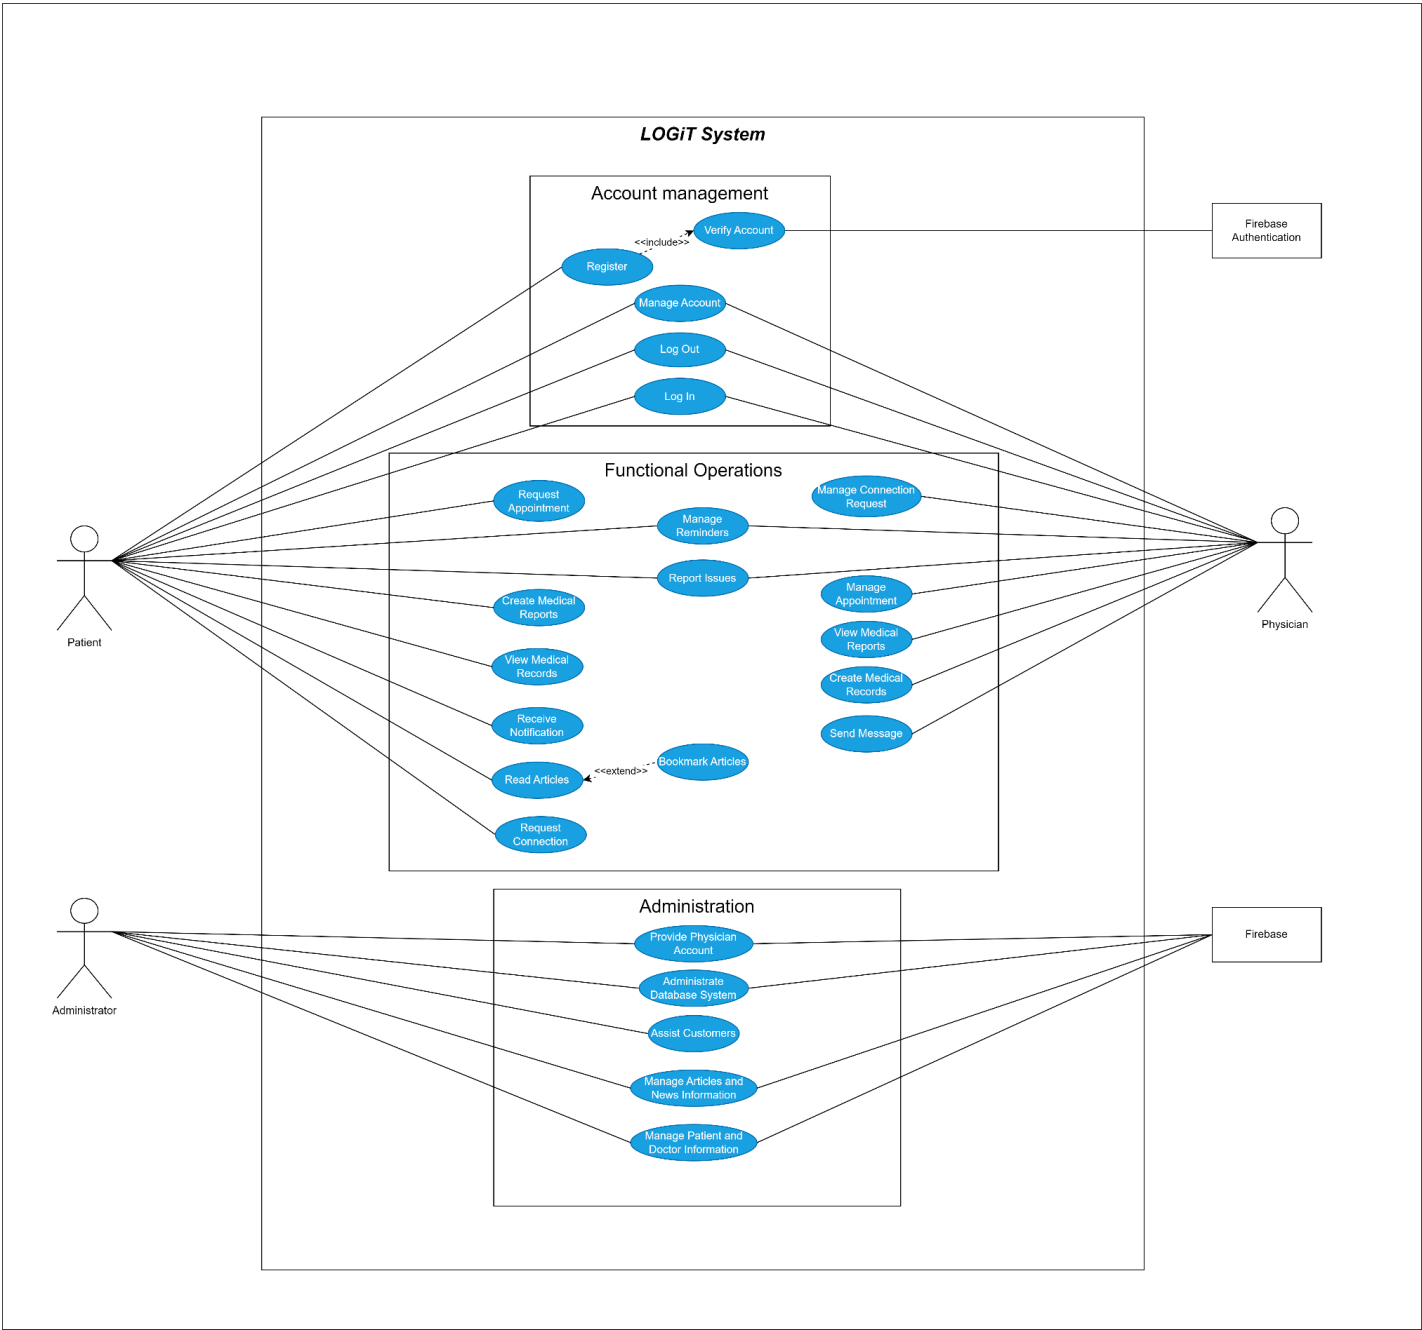 LOGiT System
Account management
Verify Account
<<include>>
Register
Manage Account
Log Out
Log In
Firebase
Authentication
Functional Operations
Request
Appointment
Manage Connection
Request
Manage
Reminders
Report Issues
Create Medical
Reports
Manage
Appointment
View Medical
Reports
View Medical
Records
Create Medical
Records
Receive
Notification
Send Message
Read Articles
<<extend>>
Bookmark Articles
Request
Connection
Patient
Physician
Administration
Provide Physician
Account
Administrate
Database System
Assist Customers
Manage Articles and
News Information
Manage Patient and
Doctor Information
Administrator
Firebase